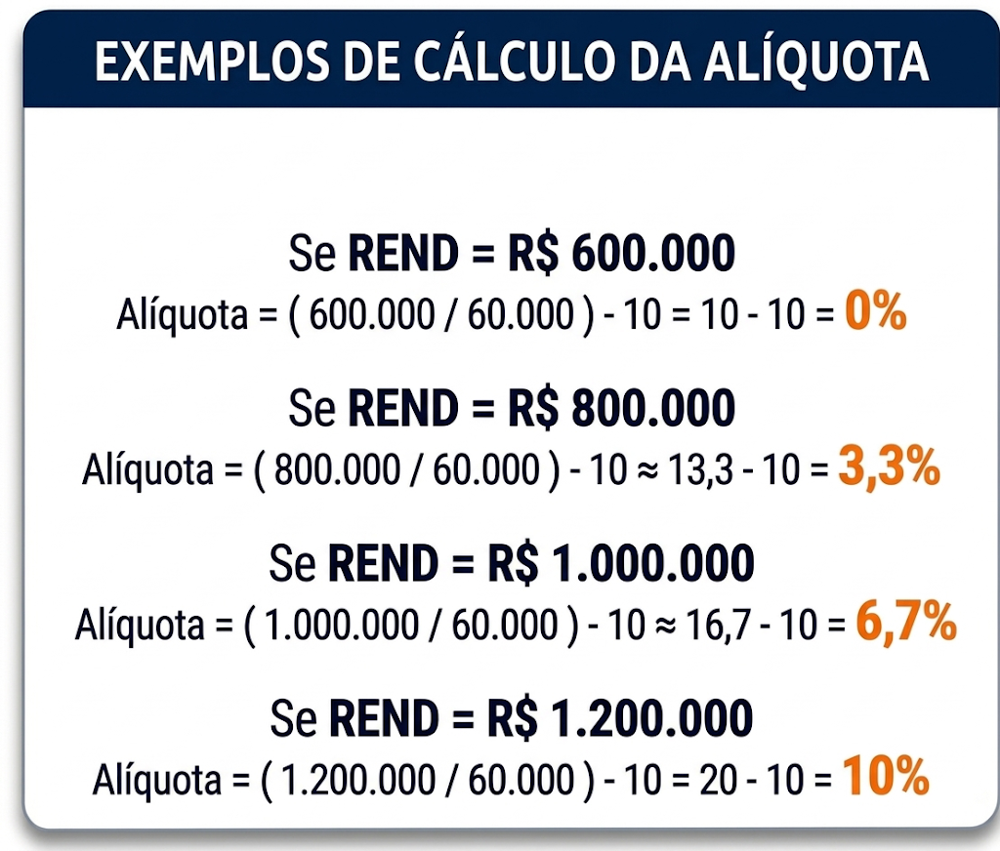 EXEMPLOS DE CÁLCULO DA ALÍQUOTA
Se REND = R$ 600.000
Alíquota = ( 600.000 / 60.000 ) - 10 = 10 - 10 = 0%
Se REND = R$ 800.000
Alíquota = ( 800.000 / 60.000 ) - 10 ≈ 13,3 - 10 = 3,3%
Se REND = R$ 1.000.000
Alíquota = ( 1.000.000 / 60.000 ) - 10 ≈ 16,7 - 10 = 6,7%
Se REND = R$ 1.200.000
Alíquota = ( 1.200.000 / 60.000 ) - 10 = 20 - 10 = 10%